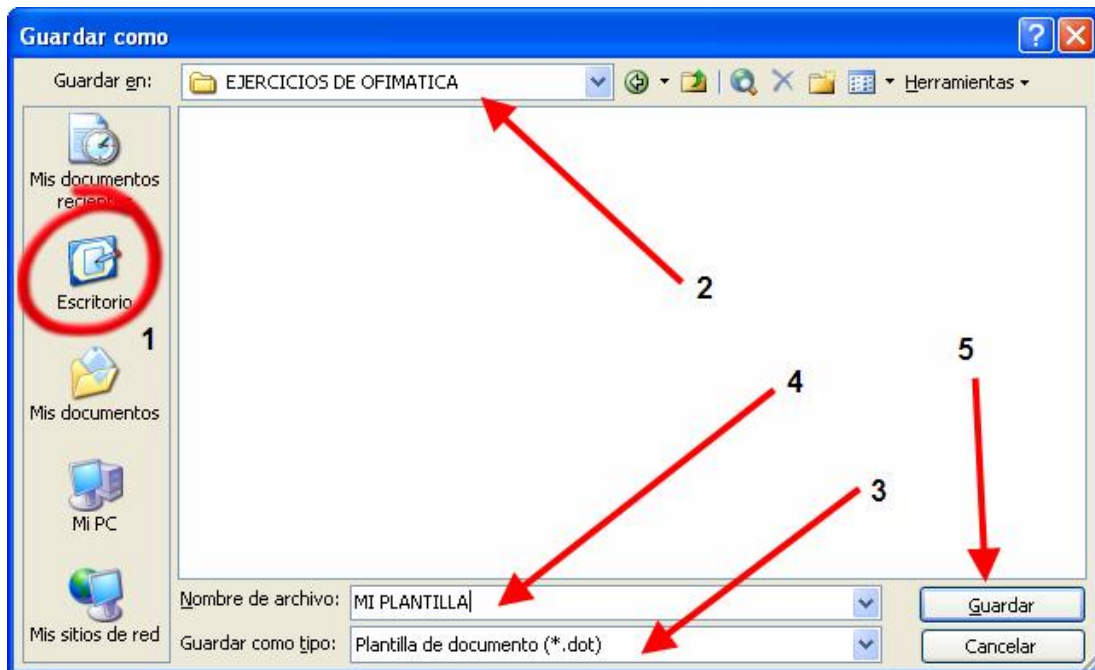 Guardar como
Guardar en:
EJERCICIOS DE OFIMATICA
Herramientas
Mis documentos
recientes
Escritorio
1
Mis documentos
Mi PC
Mis sitios de red
2
5
4
3
Nombre de archivo:
MI PLANTILLA
Guardar
Guardar como tipo:
Plantilla de documento (*.dot)
Cancelar